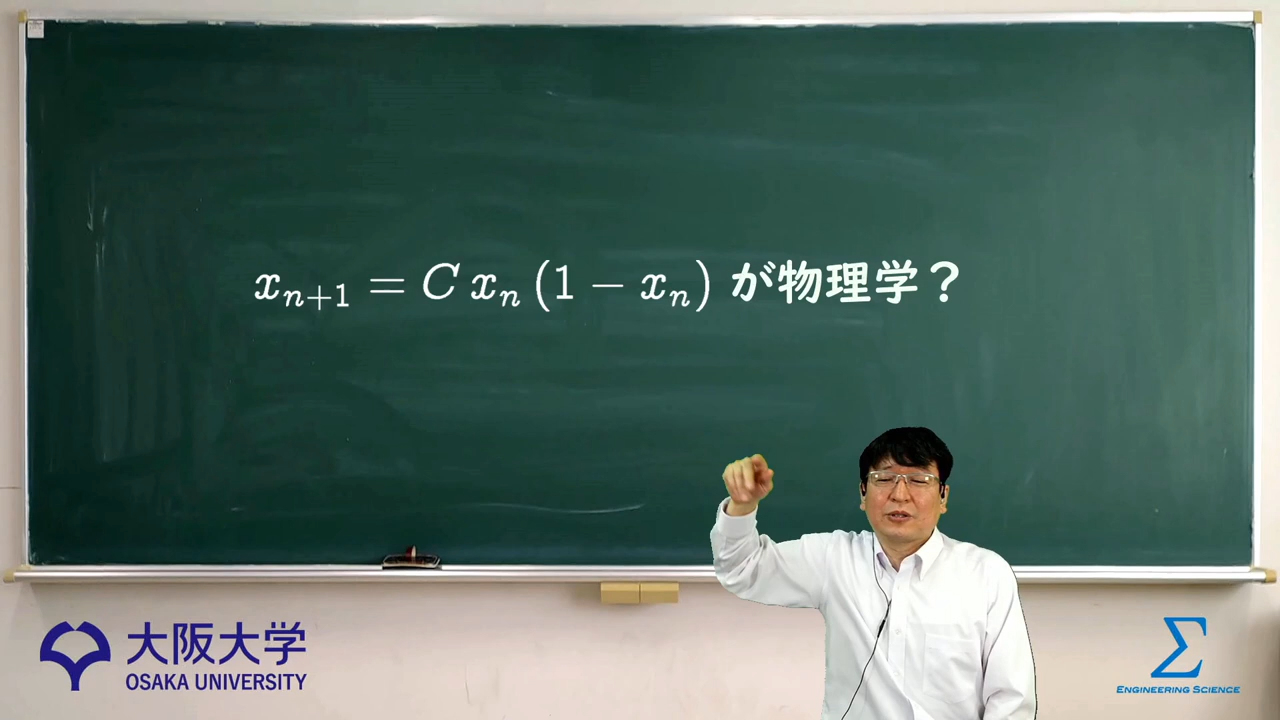 x_{n+1} = C x_n (1 − x_n) が物理学？
大阪大学
OSAKA UNIVERSITY
Σ
ENGINEERING SCIENCE